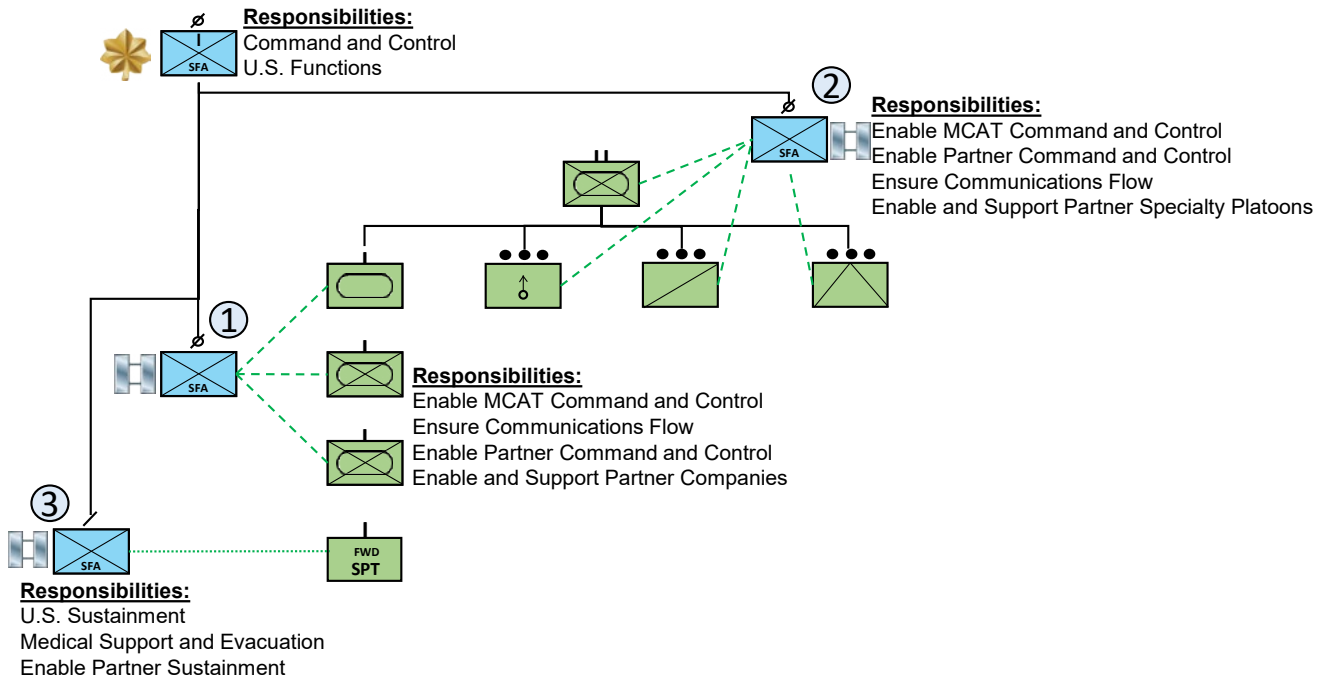 Responsibilities:
Command and Control
U.S. Functions
SFA
2
Responsibilities:
Enable MCAT Command and Control
Enable Partner Command and Control
Ensure Communications Flow
Enable and Support Partner Specialty Platoons
SFA
1
SFA
Responsibilities:
Enable MCAT Command and Control
Ensure Communications Flow
Enable Partner Command and Control
Enable and Support Partner Companies
3
SFA
FWD
SPT
Responsibilities:
U.S. Sustainment
Medical Support and Evacuation
Enable Partner Sustainment